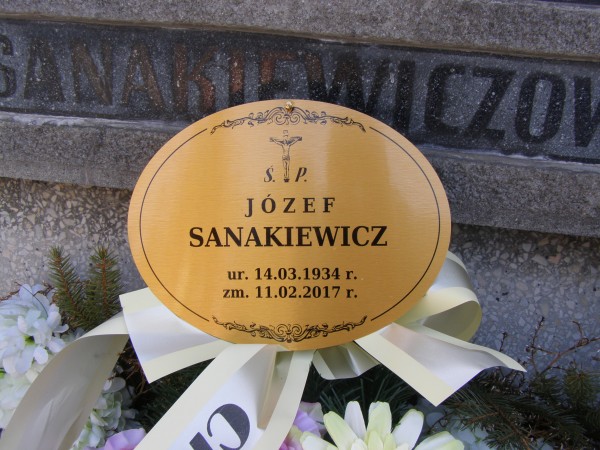 SANAKIEWICZOW
Ś. P.
JÓZEF
SANAKIEWICZ
ur. 14.03.1934 r.
zm. 11.02.2017 r.